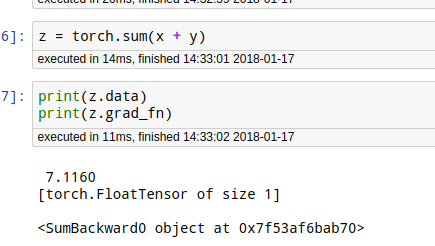 executed in 20ms, finished 14:32:59 2018-01-17
6]: z = torch.sum(x + y)
executed in 14ms, finished 14:33:01 2018-01-17
7]: print(z.data)
print(z.grad_fn)
executed in 11ms, finished 14:33:02 2018-01-17
7.1160
[torch.FloatTensor of size 1]
<SumBackward0 object at 0x7f53af6bab70>